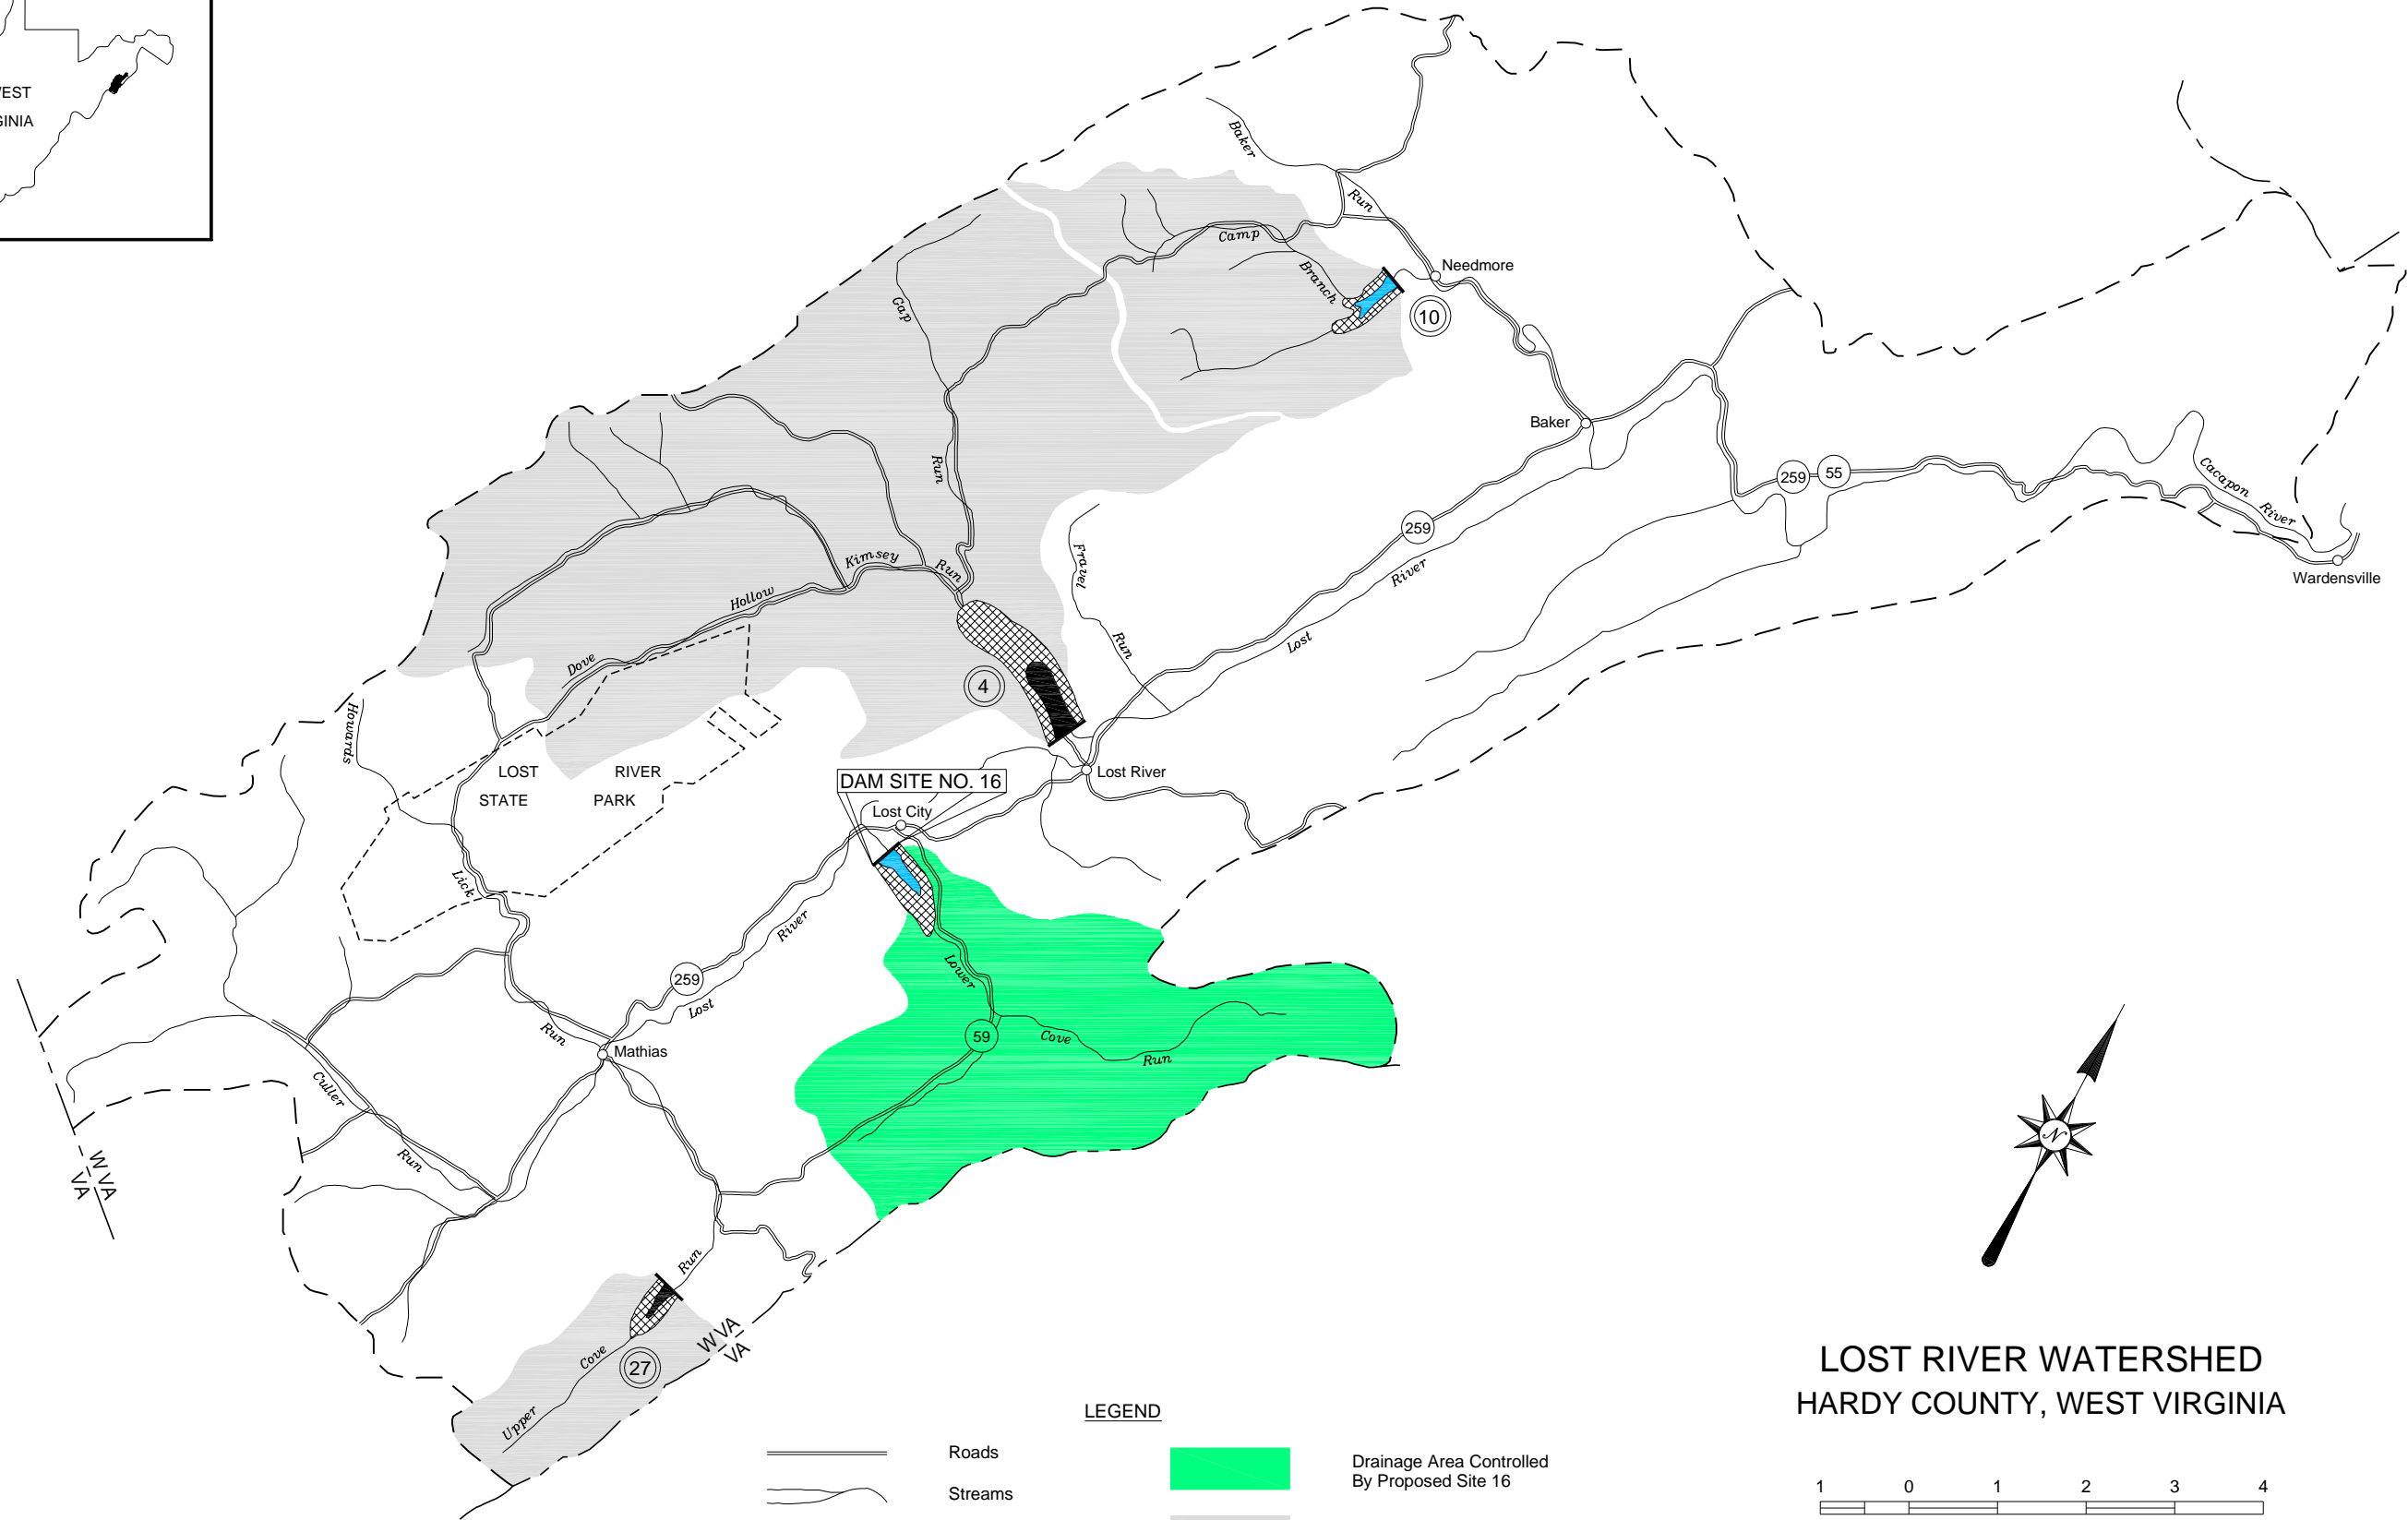 Baker
Run
Camp
Branch
Needmore
10
Gap
Run
Baker
259
55
Cacapon
River
Wardensville
259
Kimsey
Run
Fravel
Run
Hollow
Dove
River
Lost
4
Howards
LOST RIVER
STATE PARK
Lost River
DAM SITE NO. 16
Lost City
Lick
River
259
Lost
Lower
59
Cove
Run
Run
Mathias
Culler
Run
W VA
VA
Run
W VA
VA
Cove
27
Upper
N
LOST RIVER WATERSHED
HARDY COUNTY, WEST VIRGINIA
LEGEND
Roads
Streams
Drainage Area Controlled
By Proposed Site 16
1 0 1 2 3 4